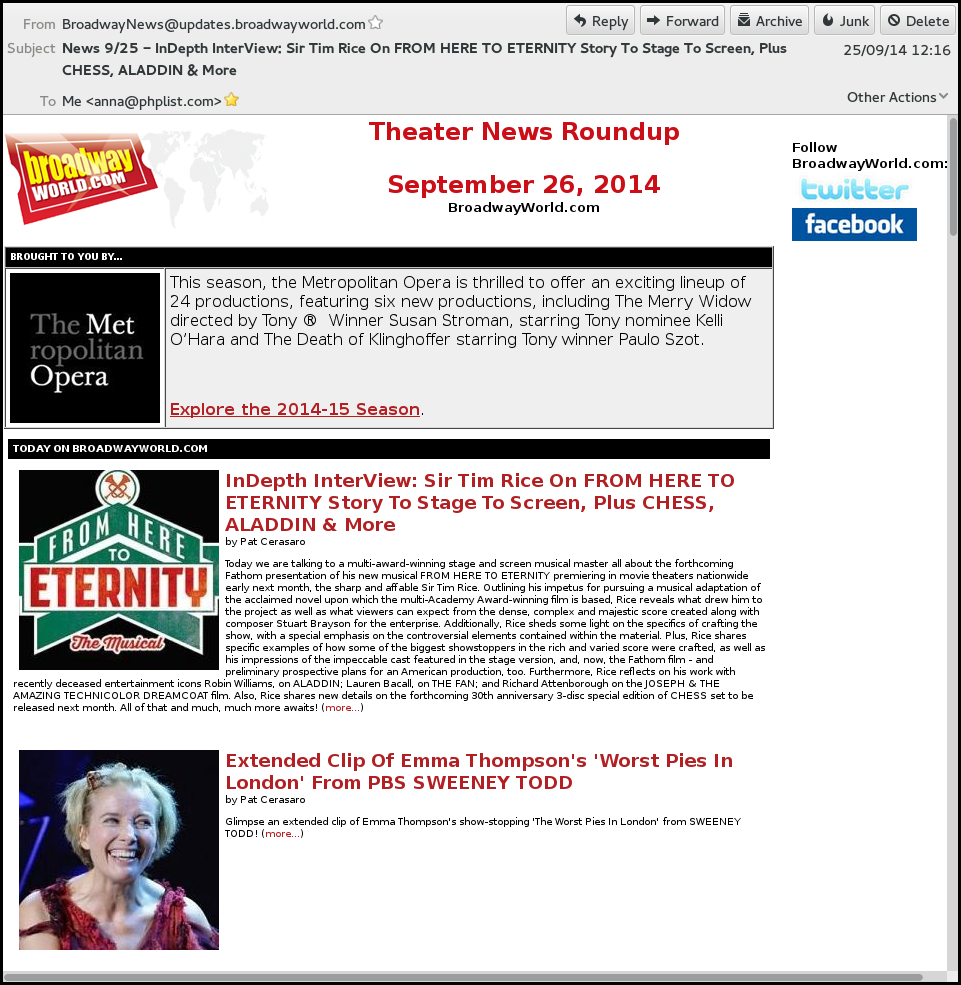 From BroadwayNews@updates.broadwayworld.com
Reply Forward Archive Junk Delete
Subject News 9/25 – InDepth InterView: Sir Tim Rice On FROM HERE TO ETERNITY Story To Stage To Screen, Plus
CHESS, ALADDIN & More
25/09/14 12:16
To Me <anna@phplist.com>
Other Actions
broadway
WORLD.COM
Theater News Roundup
September 26, 2014
BroadwayWorld.com
Follow
BroadwayWorld.com:
twitter
facebook
BROUGHT TO YOU BY...
The Met
ropolitan
Opera
This season, the Metropolitan Opera is thrilled to offer an exciting lineup of
24 productions, featuring six new productions, including The Merry Widow
directed by Tony ® Winner Susan Stroman, starring Tony nominee Kelli
O’Hara and The Death of Klinghoffer starring Tony winner Paulo Szot.
Explore the 2014-15 Season.
TODAY ON BROADWAYWORLD.COM
FROM HERE
TO
ETERNITY
The Musical
InDepth InterView: Sir Tim Rice On FROM HERE TO
ETERNITY Story To Stage To Screen, Plus CHESS,
ALADDIN & More
by Pat Cerasaro
Today we are talking to a multi-award-winning stage and screen musical master all about the forthcoming
Fathom presentation of his new musical FROM HERE TO ETERNITY premiering in movie theaters nationwide
early next month, the sharp and affable Sir Tim Rice. Outlining his impetus for pursuing a musical adaptation of
the acclaimed novel upon which the multi-Academy Award-winning film is based, Rice reveals what drew him to
the project as well as what viewers can expect from the dense, complex and majestic score created along with
composer Stuart Brayson for the enterprise. Additionally, Rice sheds some light on the specifics of crafting the
show, with a special emphasis on the controversial elements contained within the material. Plus, Rice shares
specific examples of how some of the biggest showstoppers in the rich and varied score were crafted, as well as
his impressions of the impeccable cast featured in the stage version, and, now, the Fathom film - and
preliminary prospective plans for an American production, too. Furthermore, Rice reflects on his work with
recently deceased entertainment icons Robin Williams, on ALADDIN; Lauren Bacall, on THE FAN; and Richard Attenborough on the JOSEPH & THE
AMAZING TECHNICOLOR DREAMCOAT film. Also, Rice shares new details on the forthcoming 30th anniversary 3-disc special edition of CHESS set to be
released next month. All of that and much, much more awaits! (more...)
Extended Clip Of Emma Thompson's 'Worst Pies In
London' From PBS SWEENEY TODD
by Pat Cerasaro
Glimpse an extended clip of Emma Thompson's show-stopping 'The Worst Pies In London' from SWEENEY
TODD! (more...)